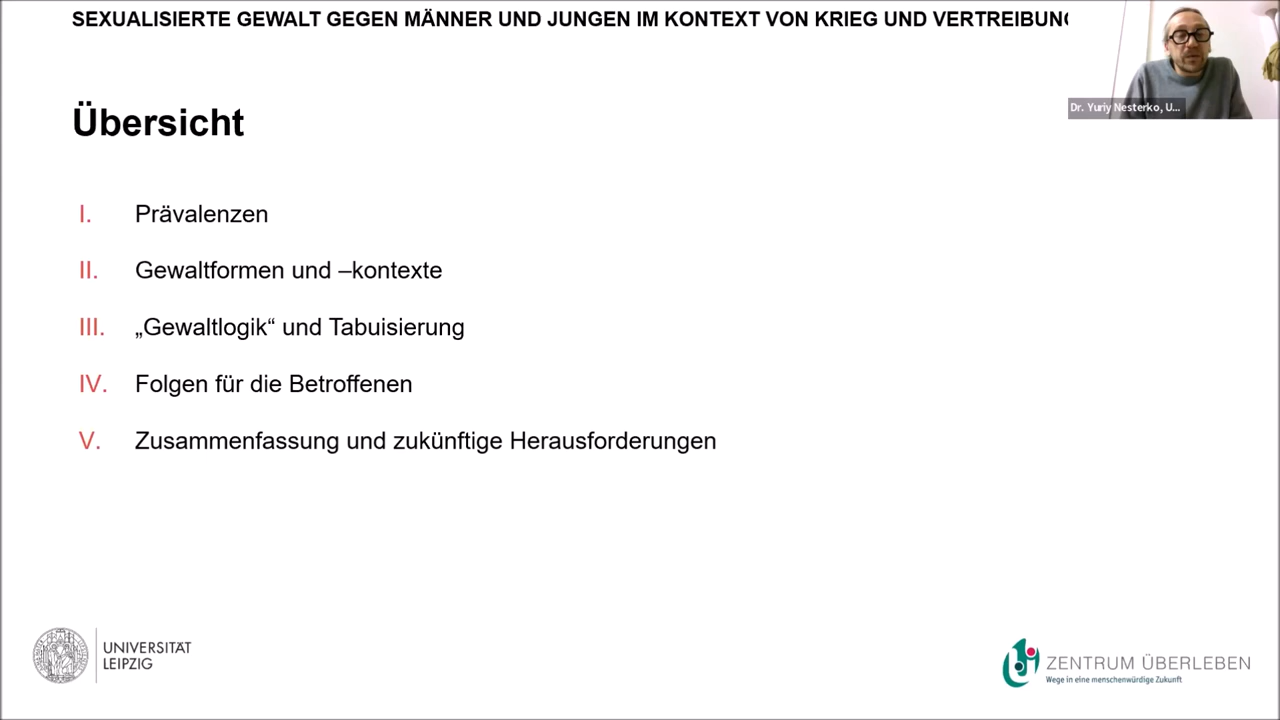 SEXUALISIERTE GEWALT GEGEN MÄNNER UND JUNGEN IM KONTEXT VON KRIEG UND VERTREIBUNG
Dr. Yuriy Nesterko, U...
Übersicht
I. Prävalenzen
II. Gewaltformen und –kontexte
III. „Gewaltlogik“ und Tabuisierung
IV. Folgen für die Betroffenen
V. Zusammenfassung und zukünftige Herausforderungen
UNIVERSITÄT
LEIPZIG
ZENTRUM ÜBERLEBEN
Wege in eine menschenwürdige Zukunft